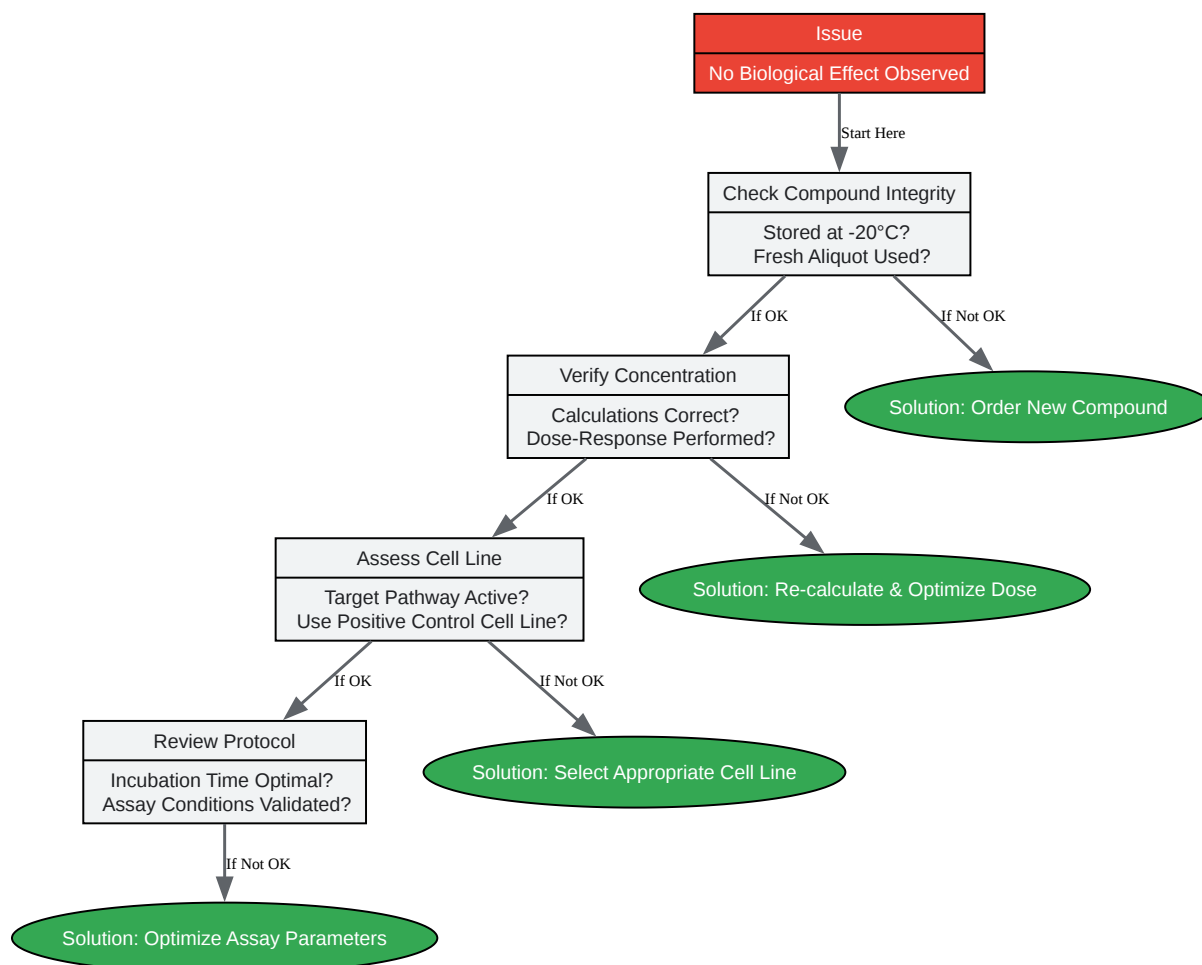 Issue
No Biological Effect Observed
Start Here
Check Compound Integrity
Stored at -20°C?
Fresh Aliquot Used?
If OK
If Not OK
Verify Concentration
Calculations Correct?
Dose-Response Performed?
Solution: Order New Compound
If OK
If Not OK
Assess Cell Line
Target Pathway Active?
Use Positive Control Cell Line?
Solution: Re-calculate & Optimize Dose
If OK
If Not OK
Review Protocol
Incubation Time Optimal?
Assay Conditions Validated?
Solution: Select Appropriate Cell Line
If Not OK
Solution: Optimize Assay Parameters